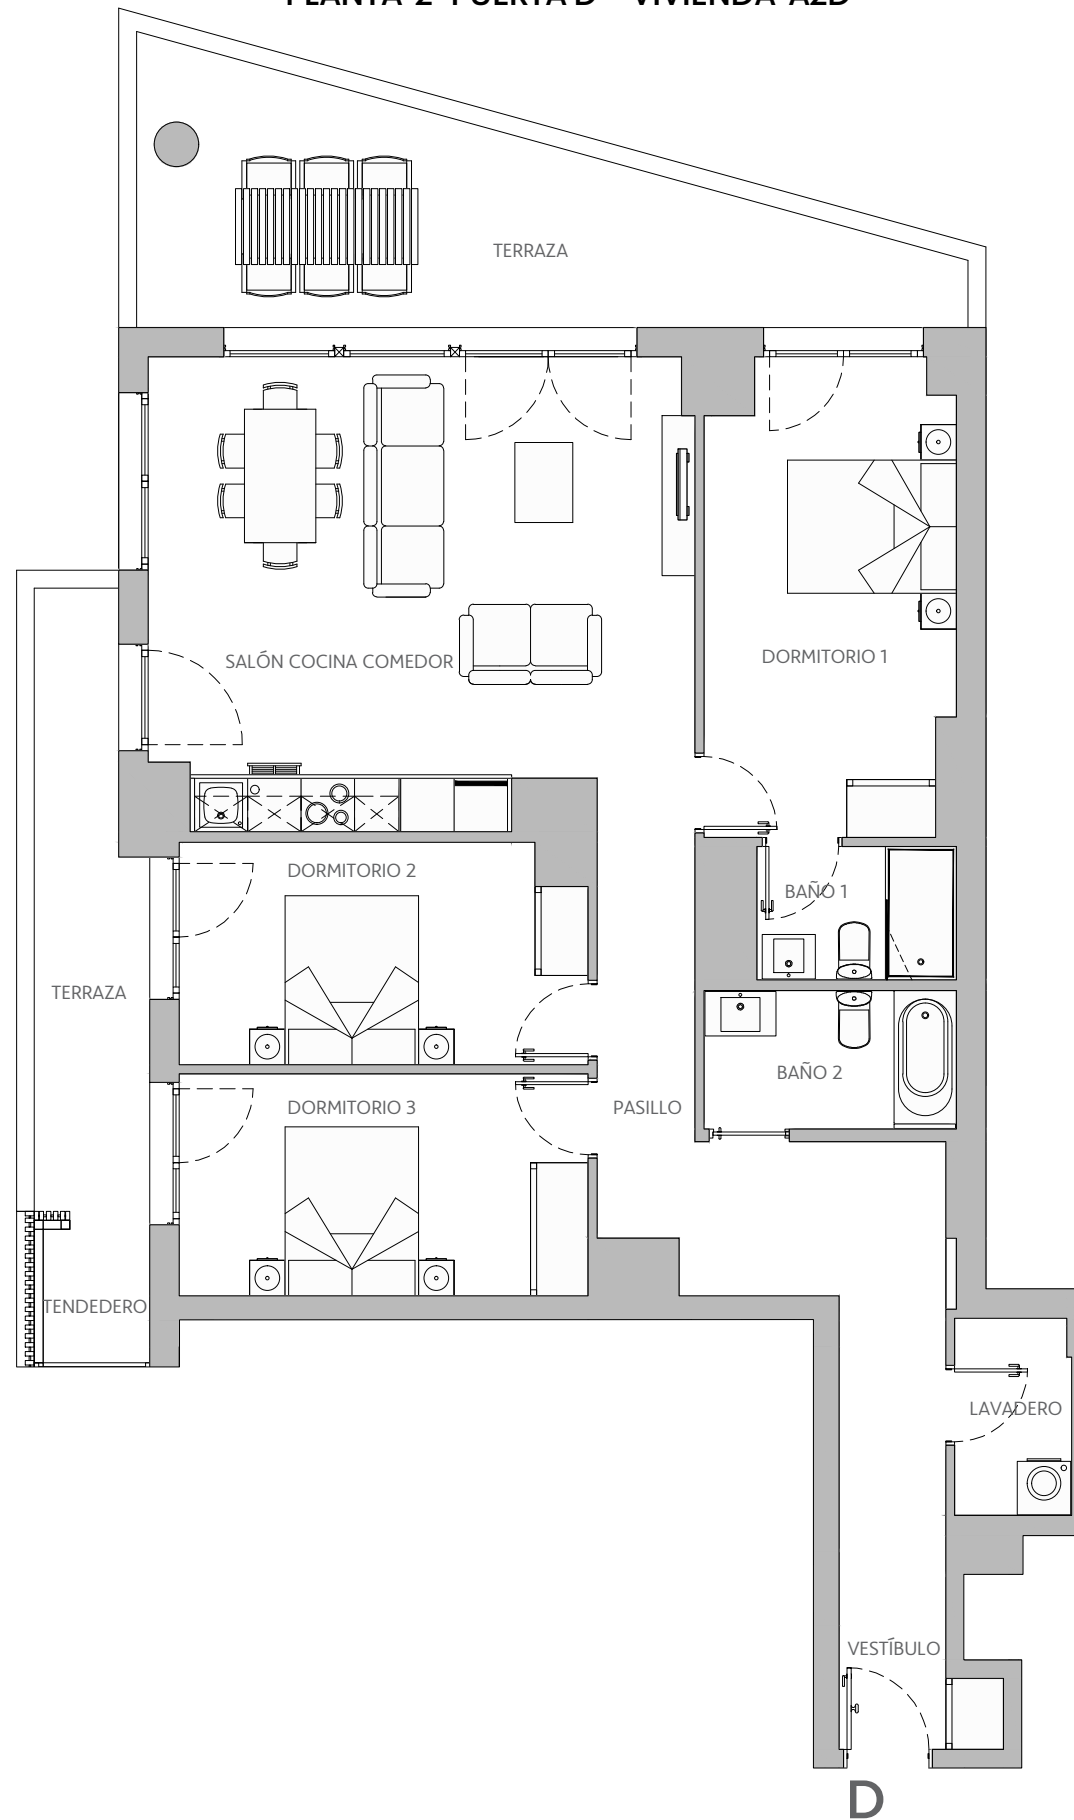 PLANTA 2 PUERTA D VIVIENDA A2D
TERRAZA
SALÓN COCINA COMEDOR
DORMITORIO 1
DORMITORIO 2
BAÑO 1
TERRAZA
BAÑO 2
DORMITORIO 3
PASILLO
TENDEDERO
LAVADERO
VESTÍBULO
D